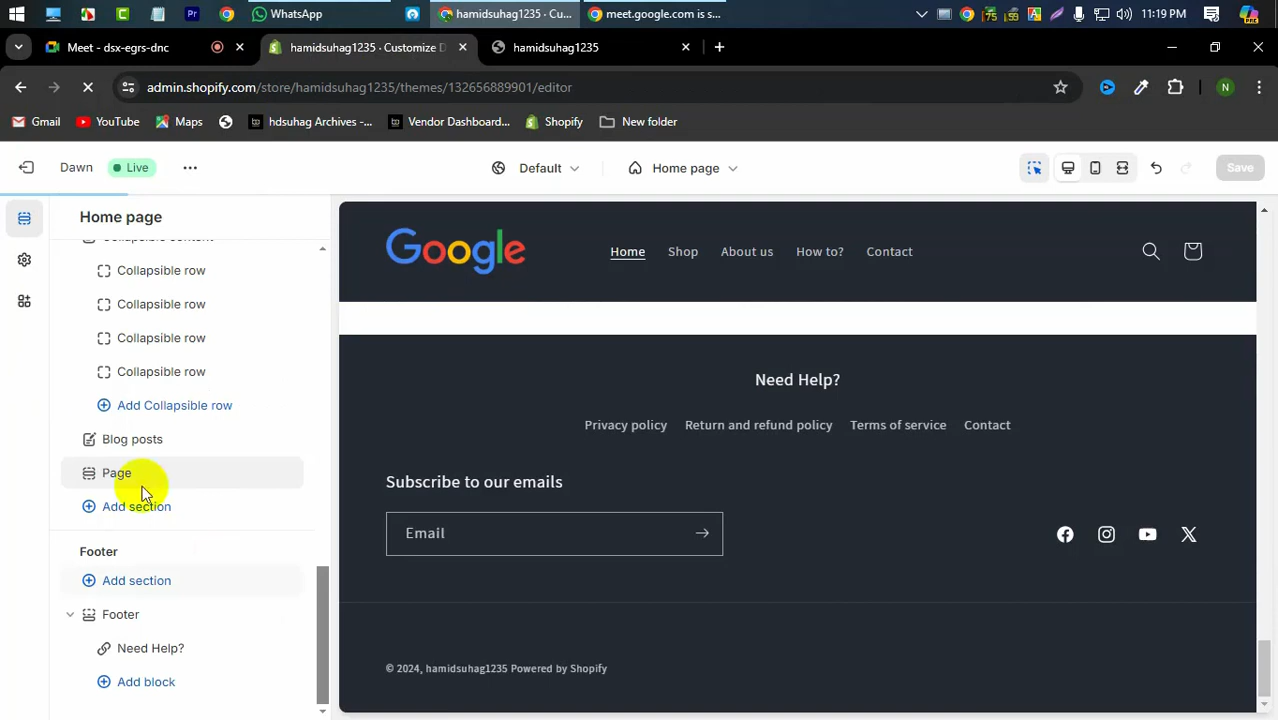 WhatsApp
hamidsuhag1235 · Cu...
meet.google.com is s...
75
55
11:19 PM
Meet - dsx-egrs-dnc
hamidsuhag1235 · Customize D
hamidsuhag1235
admin.shopify.com/store/hamidsuhag1235/themes/132656889901/editor
N
Gmail
YouTube
Maps
hdsuhag Archives -...
Vendor Dashboard...
Shopify
New folder
Dawn
Live
Default
Home page
Save
Home page
Collapsible content
Collapsible row
Collapsible row
Collapsible row
Collapsible row
Add Collapsible row
Blog posts
Page
Add section
Footer
Add section
Footer
Need Help?
Add block
Google
Home
Shop
About us
How to?
Contact
Need Help?
Privacy policy
Return and refund policy
Terms of service
Contact
Subscribe to our emails
Email
© 2024, hamidsuhag1235 Powered by Shopify